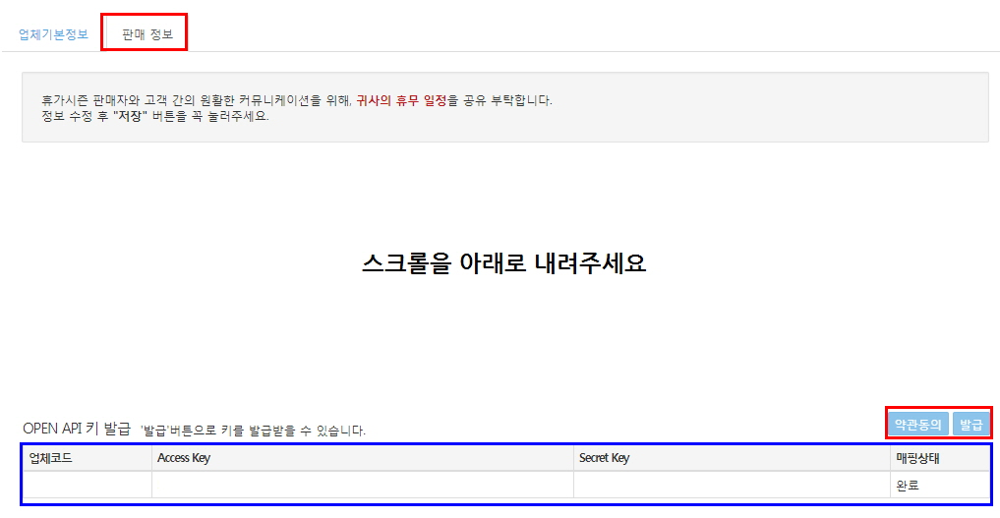 업체기본정보 판매 정보
휴가시즌 판매자와 고객 간의 원활한 커뮤니케이션을 위해, 귀사의 휴무 일정을 공유 부탁합니다.
정보 수정 후 "저장" 버튼을 꼭 눌러주세요.
스크롤을 아래로 내려주세요
OPEN API 키 발급 '발급'버튼으로 키를 발급받을 수 있습니다. 약관동의 발급
업체코드 Access Key Secret Key 매핑상태
완료